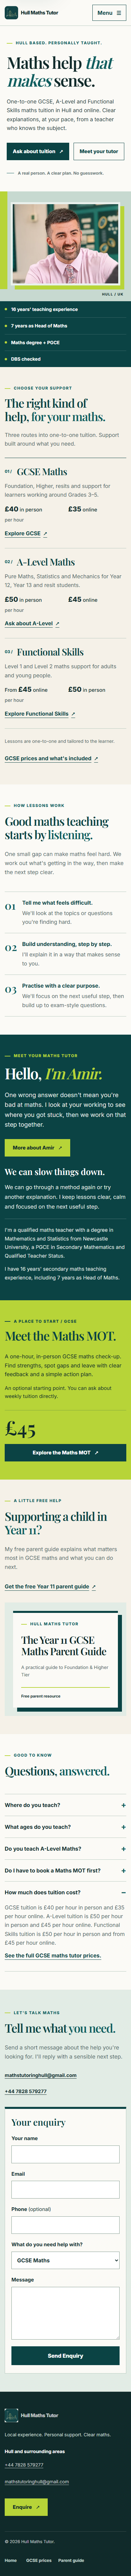 Hull Maths Tutor
Menu
HULL BASED. PERSONALLY TAUGHT.
Maths help that
makes sense.
One-to-one GCSE, A-Level and Functional
Skills maths tuition in Hull and online.
Get clear explanations, at your pace, from a
teacher who knows the subject.
Ask about tuition ↗
Meet your tutor
A real person. A clear plan. No guesswork.
HULL / UK
16 years' teaching experience
7 years as Head of Maths
Maths degree + PGCE
DBS checked
CHOOSE YOUR SUPPORT
The right kind of
help, for your maths.
Three routes into one-to-one tuition. Support
built around what you need.
01 / GCSE Maths
Foundation, Higher, resits and support for
learners working around Grades 3–5.
£40 in person
per hour
£35 online
Explore GCSE ↗
02 / A-Level Maths
Pure Maths, Statistics and Mechanics for Year
12, Year 13 and resit students.
£50 in person
per hour
£45 online
Ask about A-Level ↗
03 / Functional Skills
Level 1 and Level 2 maths support for adults
and young people.
From £45 online
per hour
£50 in person
Explore Functional Skills ↗
Lessons are one-to-one and tailored to the learner.
GCSE prices and what's included ↗
HOW LESSONS WORK
Good maths teaching
starts by listening.
One small gap can make maths feel hard. We
work out what's getting in the way, then make
the next step clear.
01 Tell me what feels difficult.
We'll look at the topics or questions
you're finding hard.
02 Build understanding, step by step.
I'll explain it in a way that makes sense
to you.
03 Practise with a clear purpose.
We'll focus on the next useful step, then
build up to exam-style questions.
MEET YOUR MATHS TUTOR
Hello, I'm Amir.
One wrong answer doesn't mean you're
bad at maths. I look at your working to see
where you got stuck, then we work on that
step together.
More about Amir ↗
We can slow things down.
We can go through a method again or try
another explanation. I keep lessons clear, calm
and focused on the next useful step.
I'm a qualified maths teacher with a degree in
Mathematics and Statistics from Newcastle
University, a PGCE in Secondary Mathematics and
Qualified Teacher Status.
I have 16 years' secondary maths teaching
experience, including 7 years as Head of Maths.
A PLACE TO START / GCSE
Meet the Maths MOT.
A one-hour, in-person GCSE maths check-up.
Find strengths, spot gaps and leave with clear
feedback and a simple action plan.
An optional starting point. You can ask about
weekly tuition directly.
£45
Explore the Maths MOT ↗
A LITTLE FREE HELP
Supporting a child in
Year 11?
My free parent guide explains what matters
most in GCSE maths and what you can do
next.
Get the free Year 11 parent guide ↗
HULL MATHS TUTOR
The Year 11 GCSE
Maths Parent Guide
A practical guide to Foundation & Higher
Tier
Free parent resource
GOOD TO KNOW
Questions, answered.
Where do you teach? +
What ages do you teach? +
Do you teach A-Level Maths? +
Do I have to book a Maths MOT first? +
How much does tuition cost? −
GCSE tuition is £40 per hour in person and £35
per hour online. A-Level tuition is £50 per hour
in person and £45 per hour online. Functional
Skills tuition is £50 per hour in person and from
£45 per hour online.
See the full GCSE maths tutor prices.
LET'S TALK MATHS
Tell me what you need.
Send a short message about the help you're
looking for. I'll reply with a sensible next step.
mathstutoringhull@gmail.com
+44 7828 579277
Your enquiry
Your name
Email
Phone (optional)
What do you need help with?
GCSE Maths
Message
Send Enquiry
Hull Maths Tutor
Local experience. Personal support. Clear maths.
Hull and surrounding areas
+44 7828 579277
mathstutoringhull@gmail.com
Enquire ↗
© 2026 Hull Maths Tutor.
Home GCSE prices Parent guide